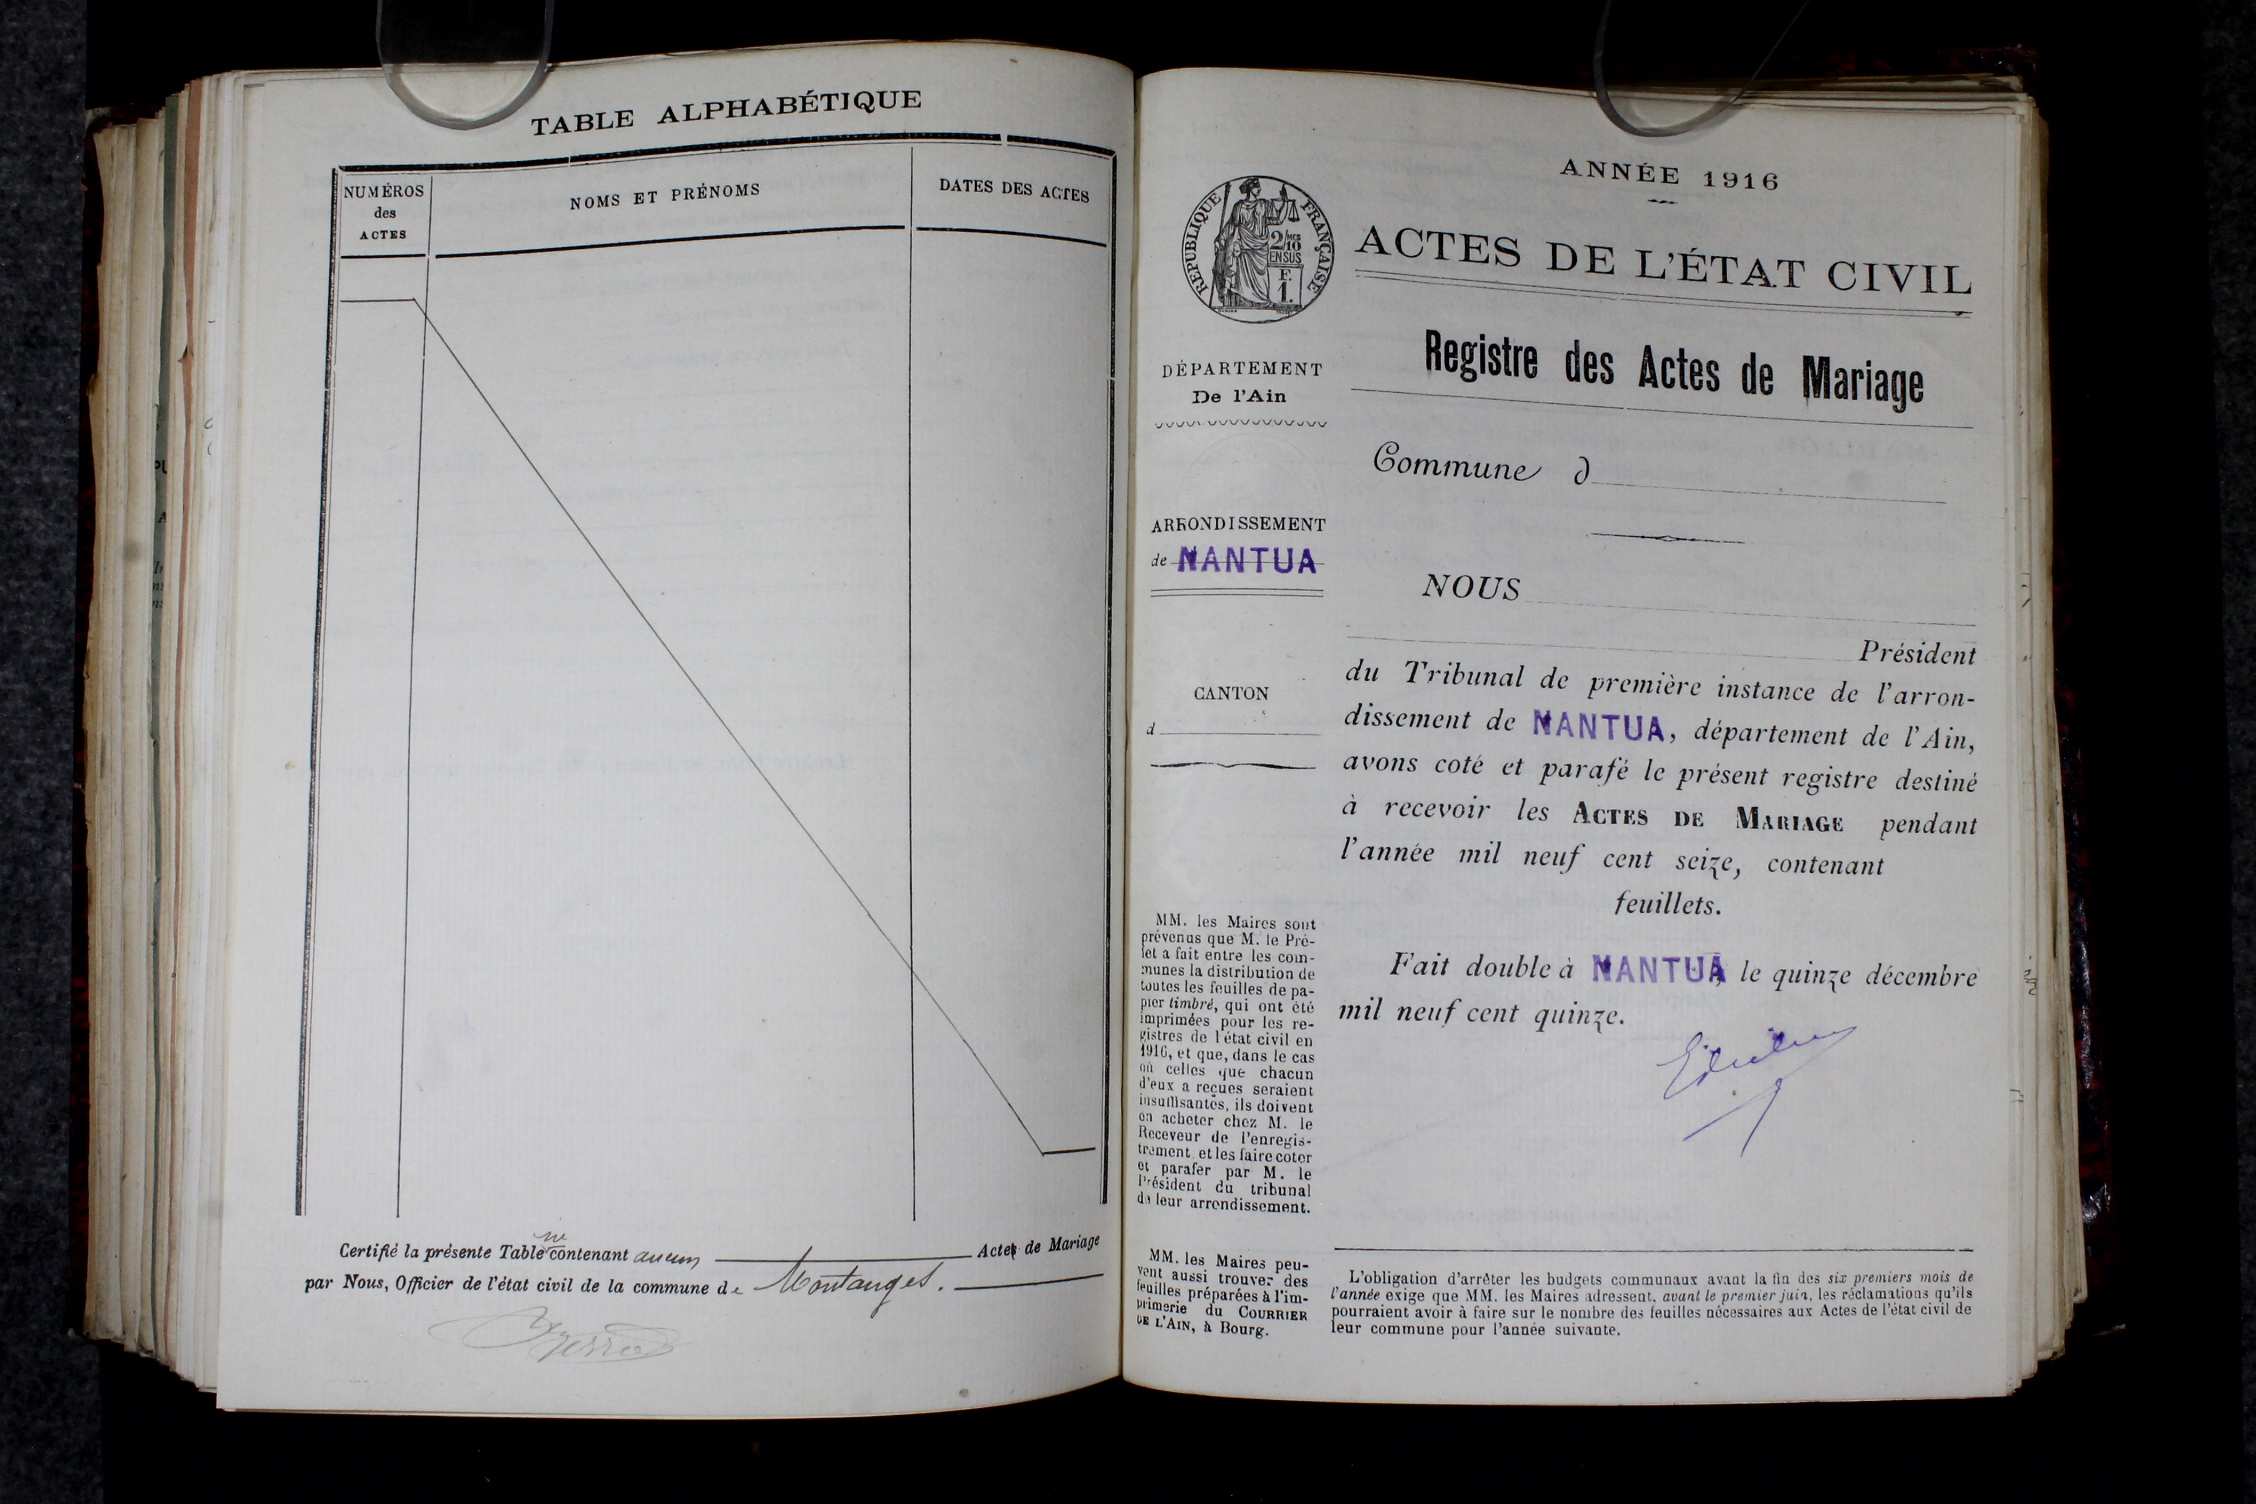 TABLE ALPHABÉTIQUE
NUMÉROS
des
ACTES
NOMS ET PRÉNOMS
DATES DES ACTES
ne
Certifié la présente Table contenant aucun Actes de Mariage
par Nous, Officier de l'état civil de la commune de Montanges.
ANNÉE 1916
RÉPUBLIQUE FRANÇAISE
2/10
EN SUS
F.
1.
ACTES DE L'ÉTAT CIVIL
Registre des Actes de Mariage
DÉPARTEMENT
De l'Ain
Commune d
ARRONDISSEMENT
de NANTUA
NOUS
Président
du Tribunal de première instance de l'arron-
dissement de NANTUA, département de l'Ain,
avons coté et parafé le présent registre destiné
à recevoir les ACTES DE MARIAGE pendant
l'année mil neuf cent seize, contenant
feuillets.
CANTON
d
Fait double à NANTUA, le quinze décembre
mil neuf cent quinze.
MM. les Maires sont
prévenus que M. le Pré-
fet a fait entre les com-
munes la distribution de
toutes les feuilles de pa-
pier timbré, qui ont été
imprimées pour les re-
gistres de l'état civil en
1916, et que, dans le cas
où celles que chacun
d'eux a reçues seraient
insuffisantes, ils doivent
en acheter chez M. le
Receveur de l'enregis-
trement et les faire coter
et parafer par M. le
Président du tribunal
de leur arrondissement.
MM. les Maires peu-
vent aussi trouver des
feuilles préparées à l'im-
primerie du COURRIER
DE L'AIN, à Bourg.
L'obligation d'arrêter les budgets communaux avant la fin des six premiers mois de
l'année exige que MM. les Maires adressent, avant le premier juin, les réclamations qu'ils
pourraient avoir à faire sur le nombre des feuilles nécessaires aux Actes de l'état civil de
leur commune pour l'année suivante.